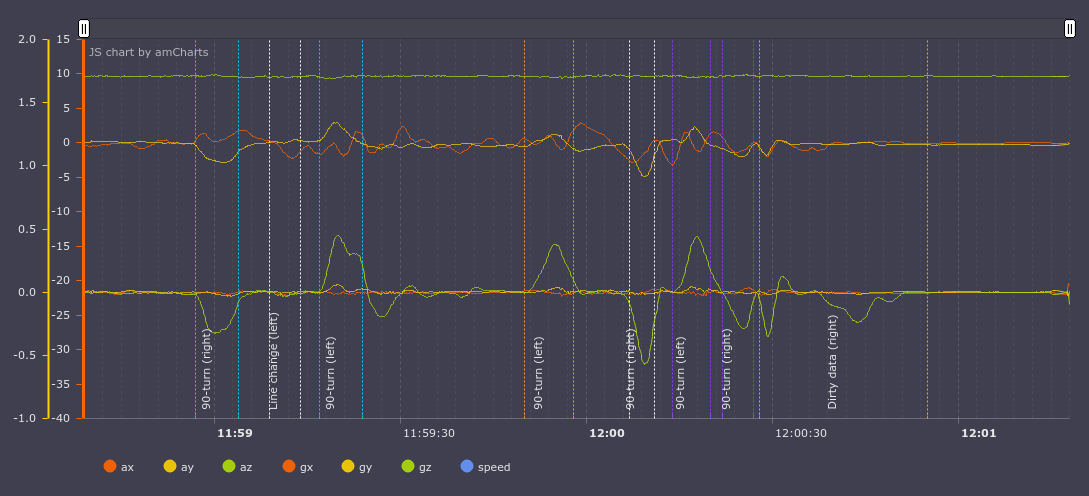 JS chart by amCharts
2.0
1.5
1.0
0.5
0.0
-0.5
-1.0
15
10
5
0
-5
-10
-15
-20
-25
-30
-35
-40
90-turn (right)
Line change (left)
90-turn (left)
90-turn (left)
90-turn (right)
90-turn (left)
90-turn (right)
Dirty data (right)
11:59
11:59:30
12:00
12:00:30
12:01
ax
ay
az
gx
gy
gz
speed